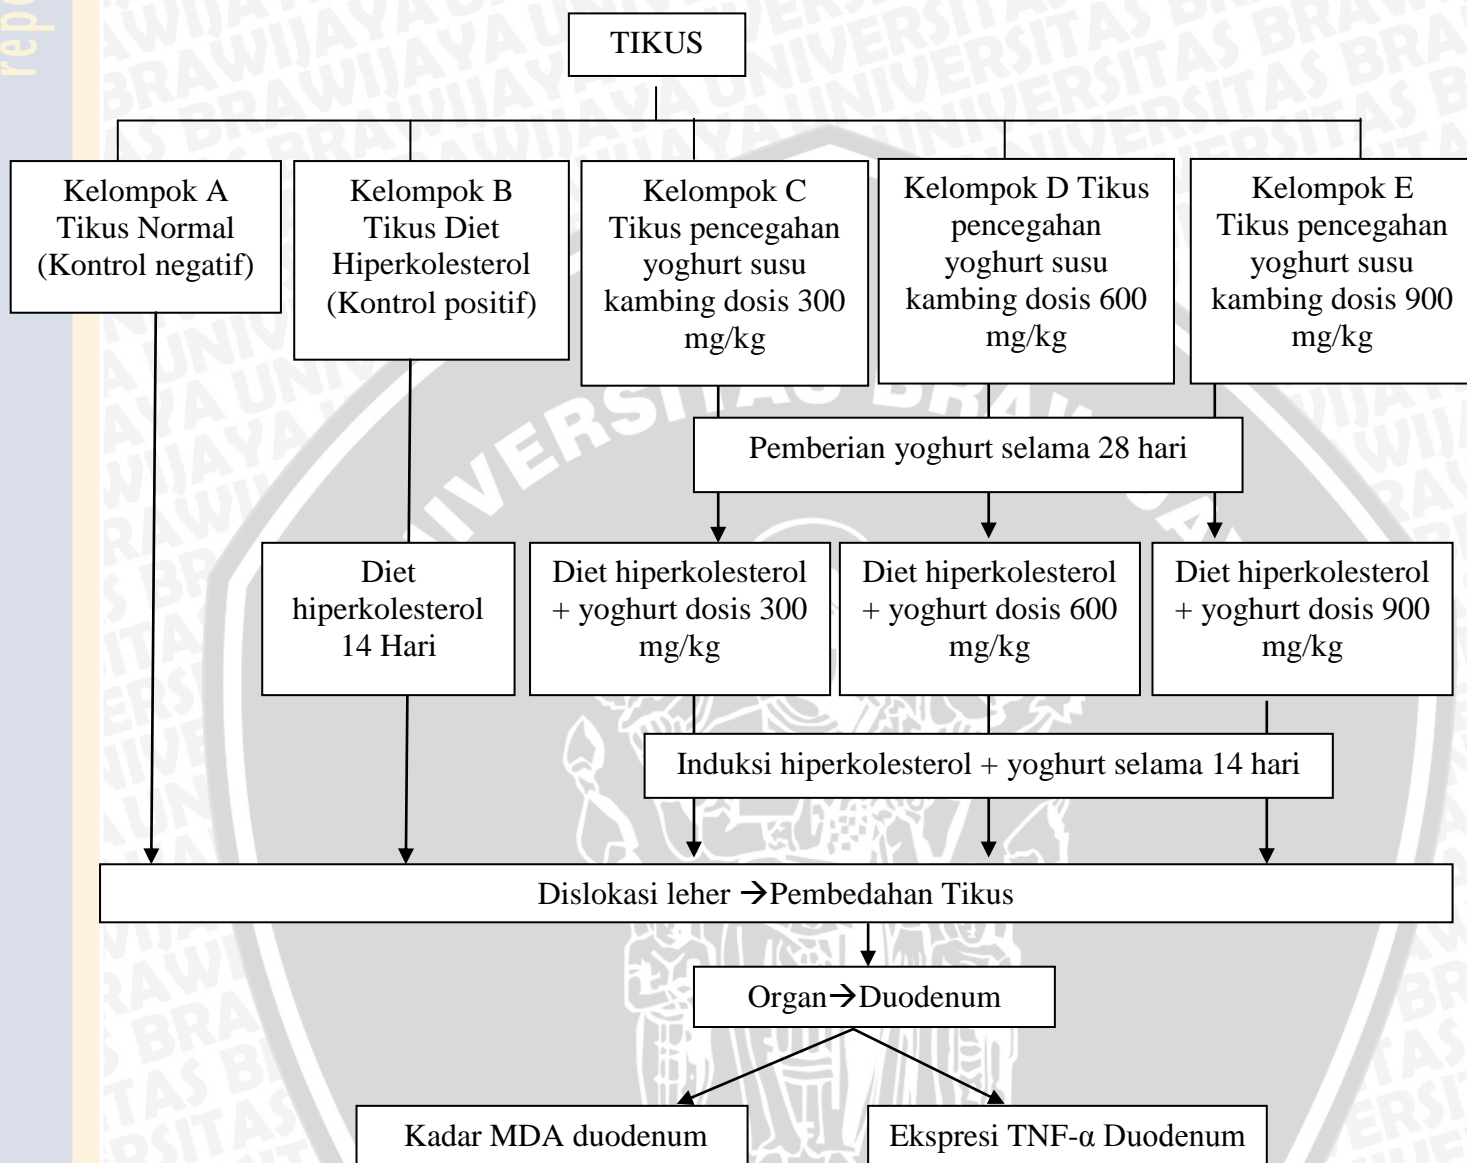 repo
TIKUS
Kelompok A
Tikus Normal
(Kontrol negatif)
Kelompok B
Tikus Diet
Hiperkolesterol
(Kontrol positif)
Kelompok C
Tikus pencegahan
yoghurt susu
kambing dosis 300
mg/kg
Kelompok D Tikus
pencegahan
yoghurt susu
kambing dosis 600
mg/kg
Kelompok E
Tikus pencegahan
yoghurt susu
kambing dosis 900
mg/kg
Pemberian yoghurt selama 28 hari
Diet
hiperkolesterol
14 Hari
Diet hiperkolesterol
+ yoghurt dosis 300
mg/kg
Diet hiperkolesterol
+ yoghurt dosis 600
mg/kg
Diet hiperkolesterol
+ yoghurt dosis 900
mg/kg
Induksi hiperkolesterol + yoghurt selama 14 hari
Dislokasi leher →Pembedahan Tikus
Organ→Duodenum
Kadar MDA duodenum
Ekspresi TNF-α Duodenum